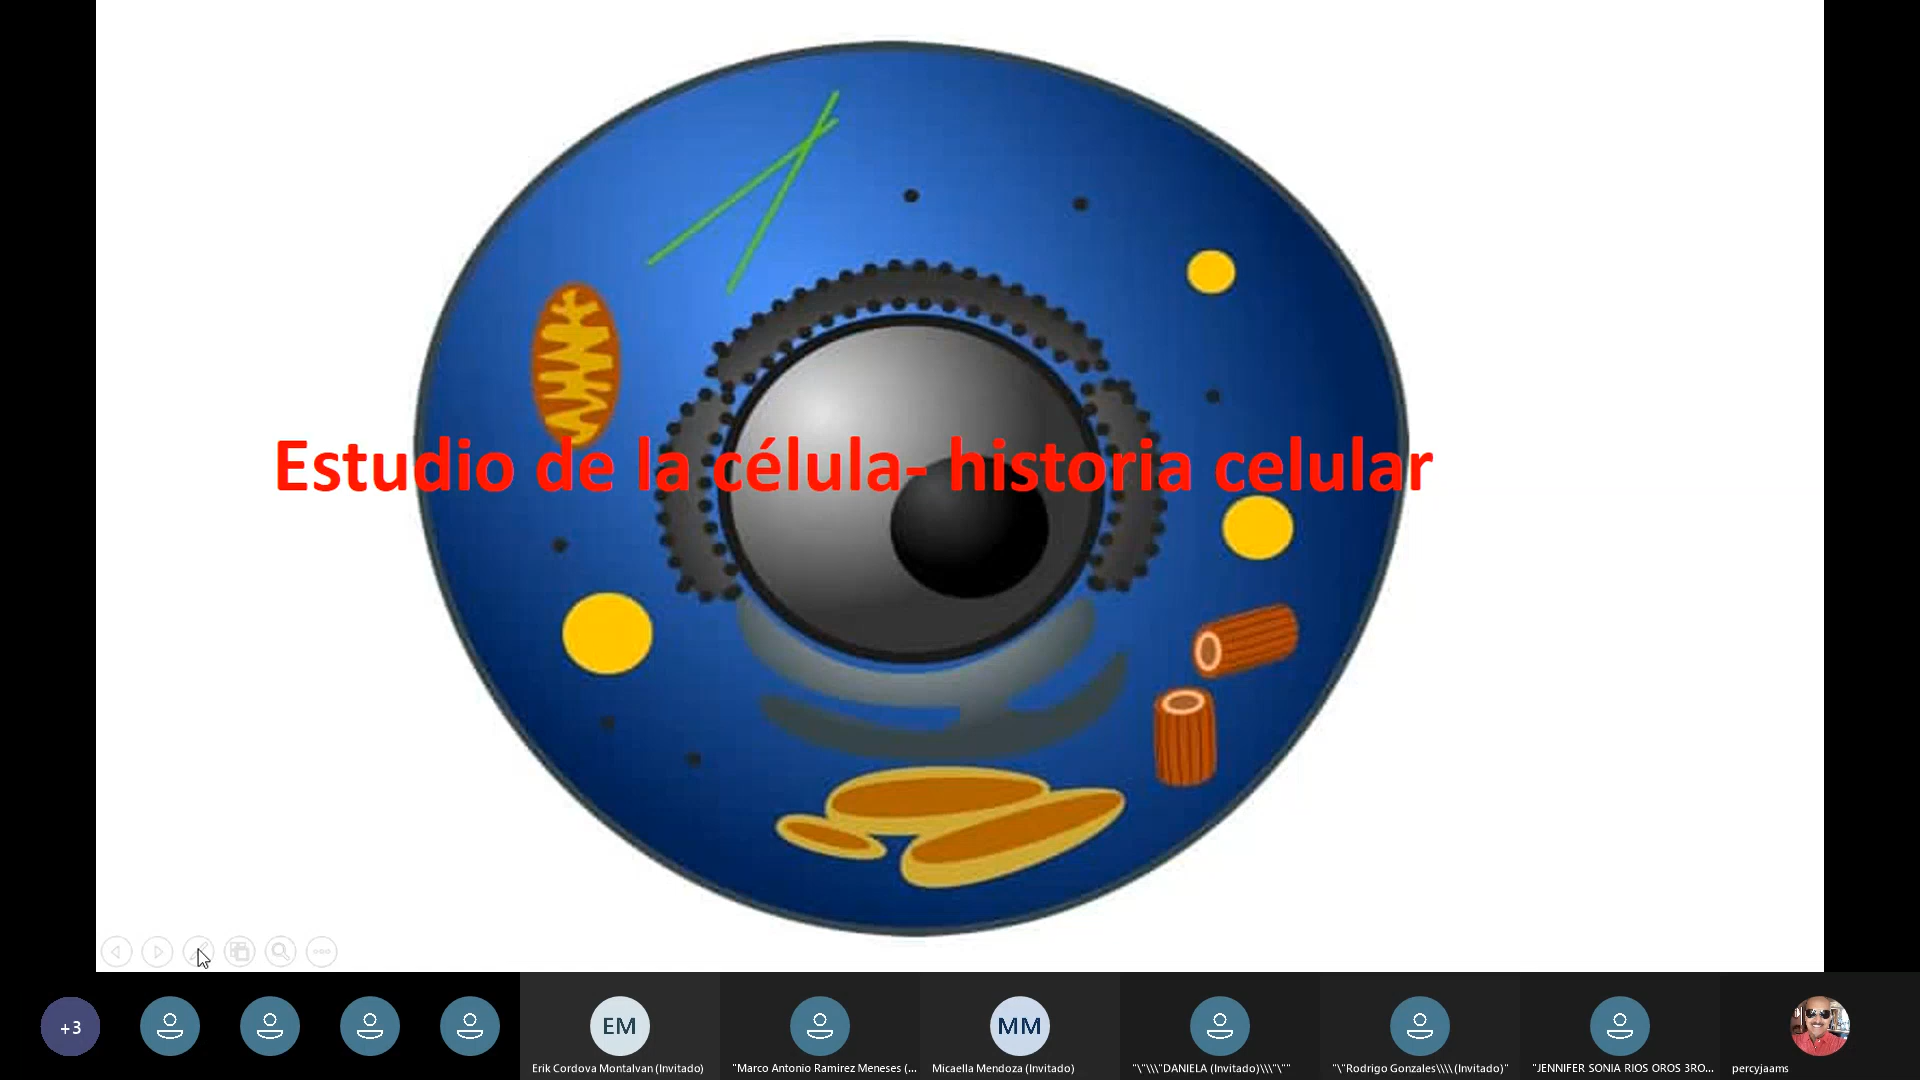 Estudio de la célula- historia celular
+3
EM
MM
Erik Cordova Montalvan (Invitado)
"Marco Antonio Ramirez Meneses (...
Micaella Mendoza (Invitado)
"\"\\\"DANIELA (Invitado)\\\"\""
"\"Rodrigo Gonzales\\\\ (Invitado)"
"JENNIFER SONIA RIOS OROS 3RO...
percyjaams